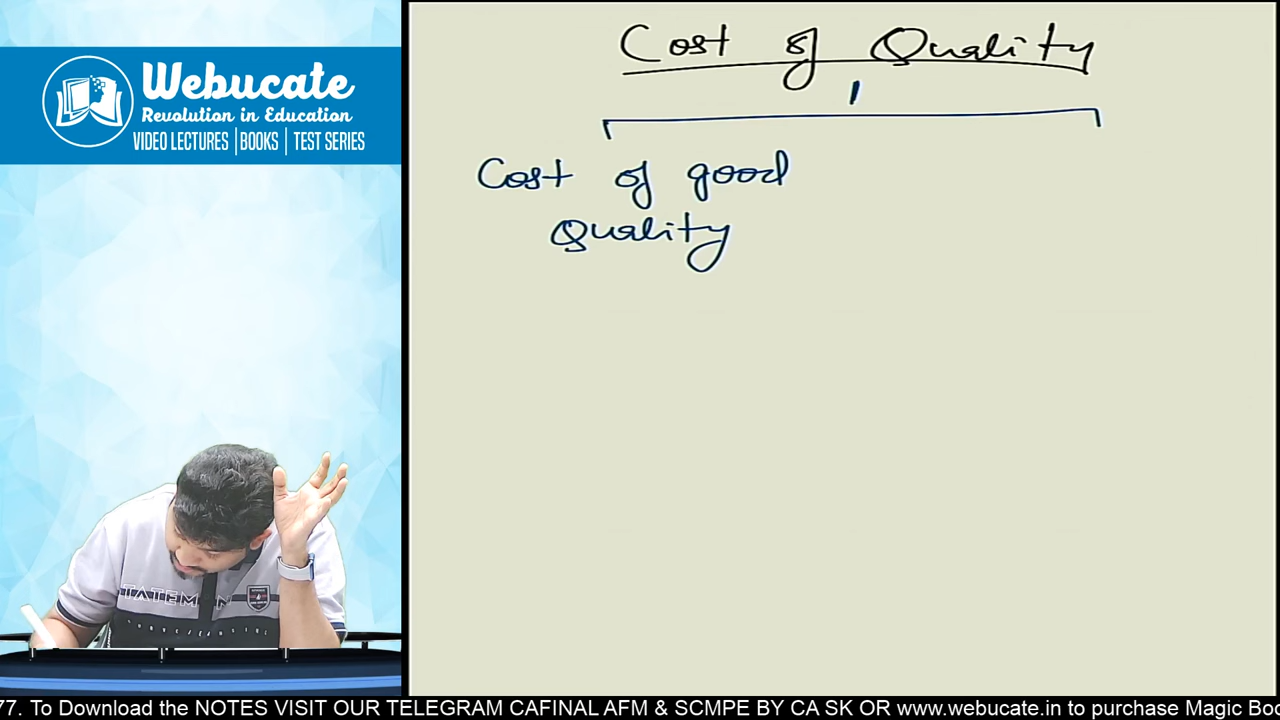 Webucate
Revolution in Education
VIDEO LECTURES | BOOKS | TEST SERIES
Cost of Quality
Cost of good
Quality
TATEM N
77. To Download the NOTES VISIT OUR TELEGRAM CAFINAL AFM & SCMPE BY CA SK OR www.webucate.in to purchase Magic Boo